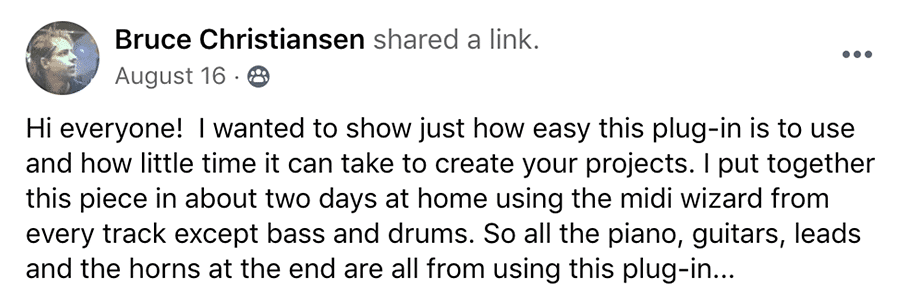 Bruce Christiansen shared a link.
August 16 ·
Hi everyone!  I wanted to show just how easy this plug-in is to use
and how little time it can take to create your projects. I put together
this piece in about two days at home using the midi wizard from
every track except bass and drums. So all the piano, guitars, leads
and the horns at the end are all from using this plug-in...